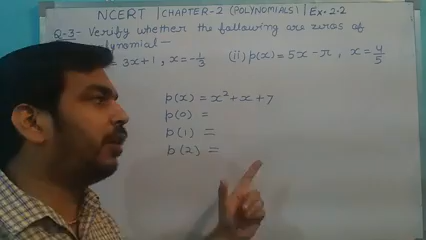 NCERT | CHAPTER-2 (POLYNOMIALS) | Ex. 2.2
Q-3- Verify whether the following are zeros of
polynomial-
= 3x+1, x = -1/3 (ii) p(x) = 5x-π, x = 4/5
p(x) = x²+x+7
p(0) =
p(1) =
p(2) =